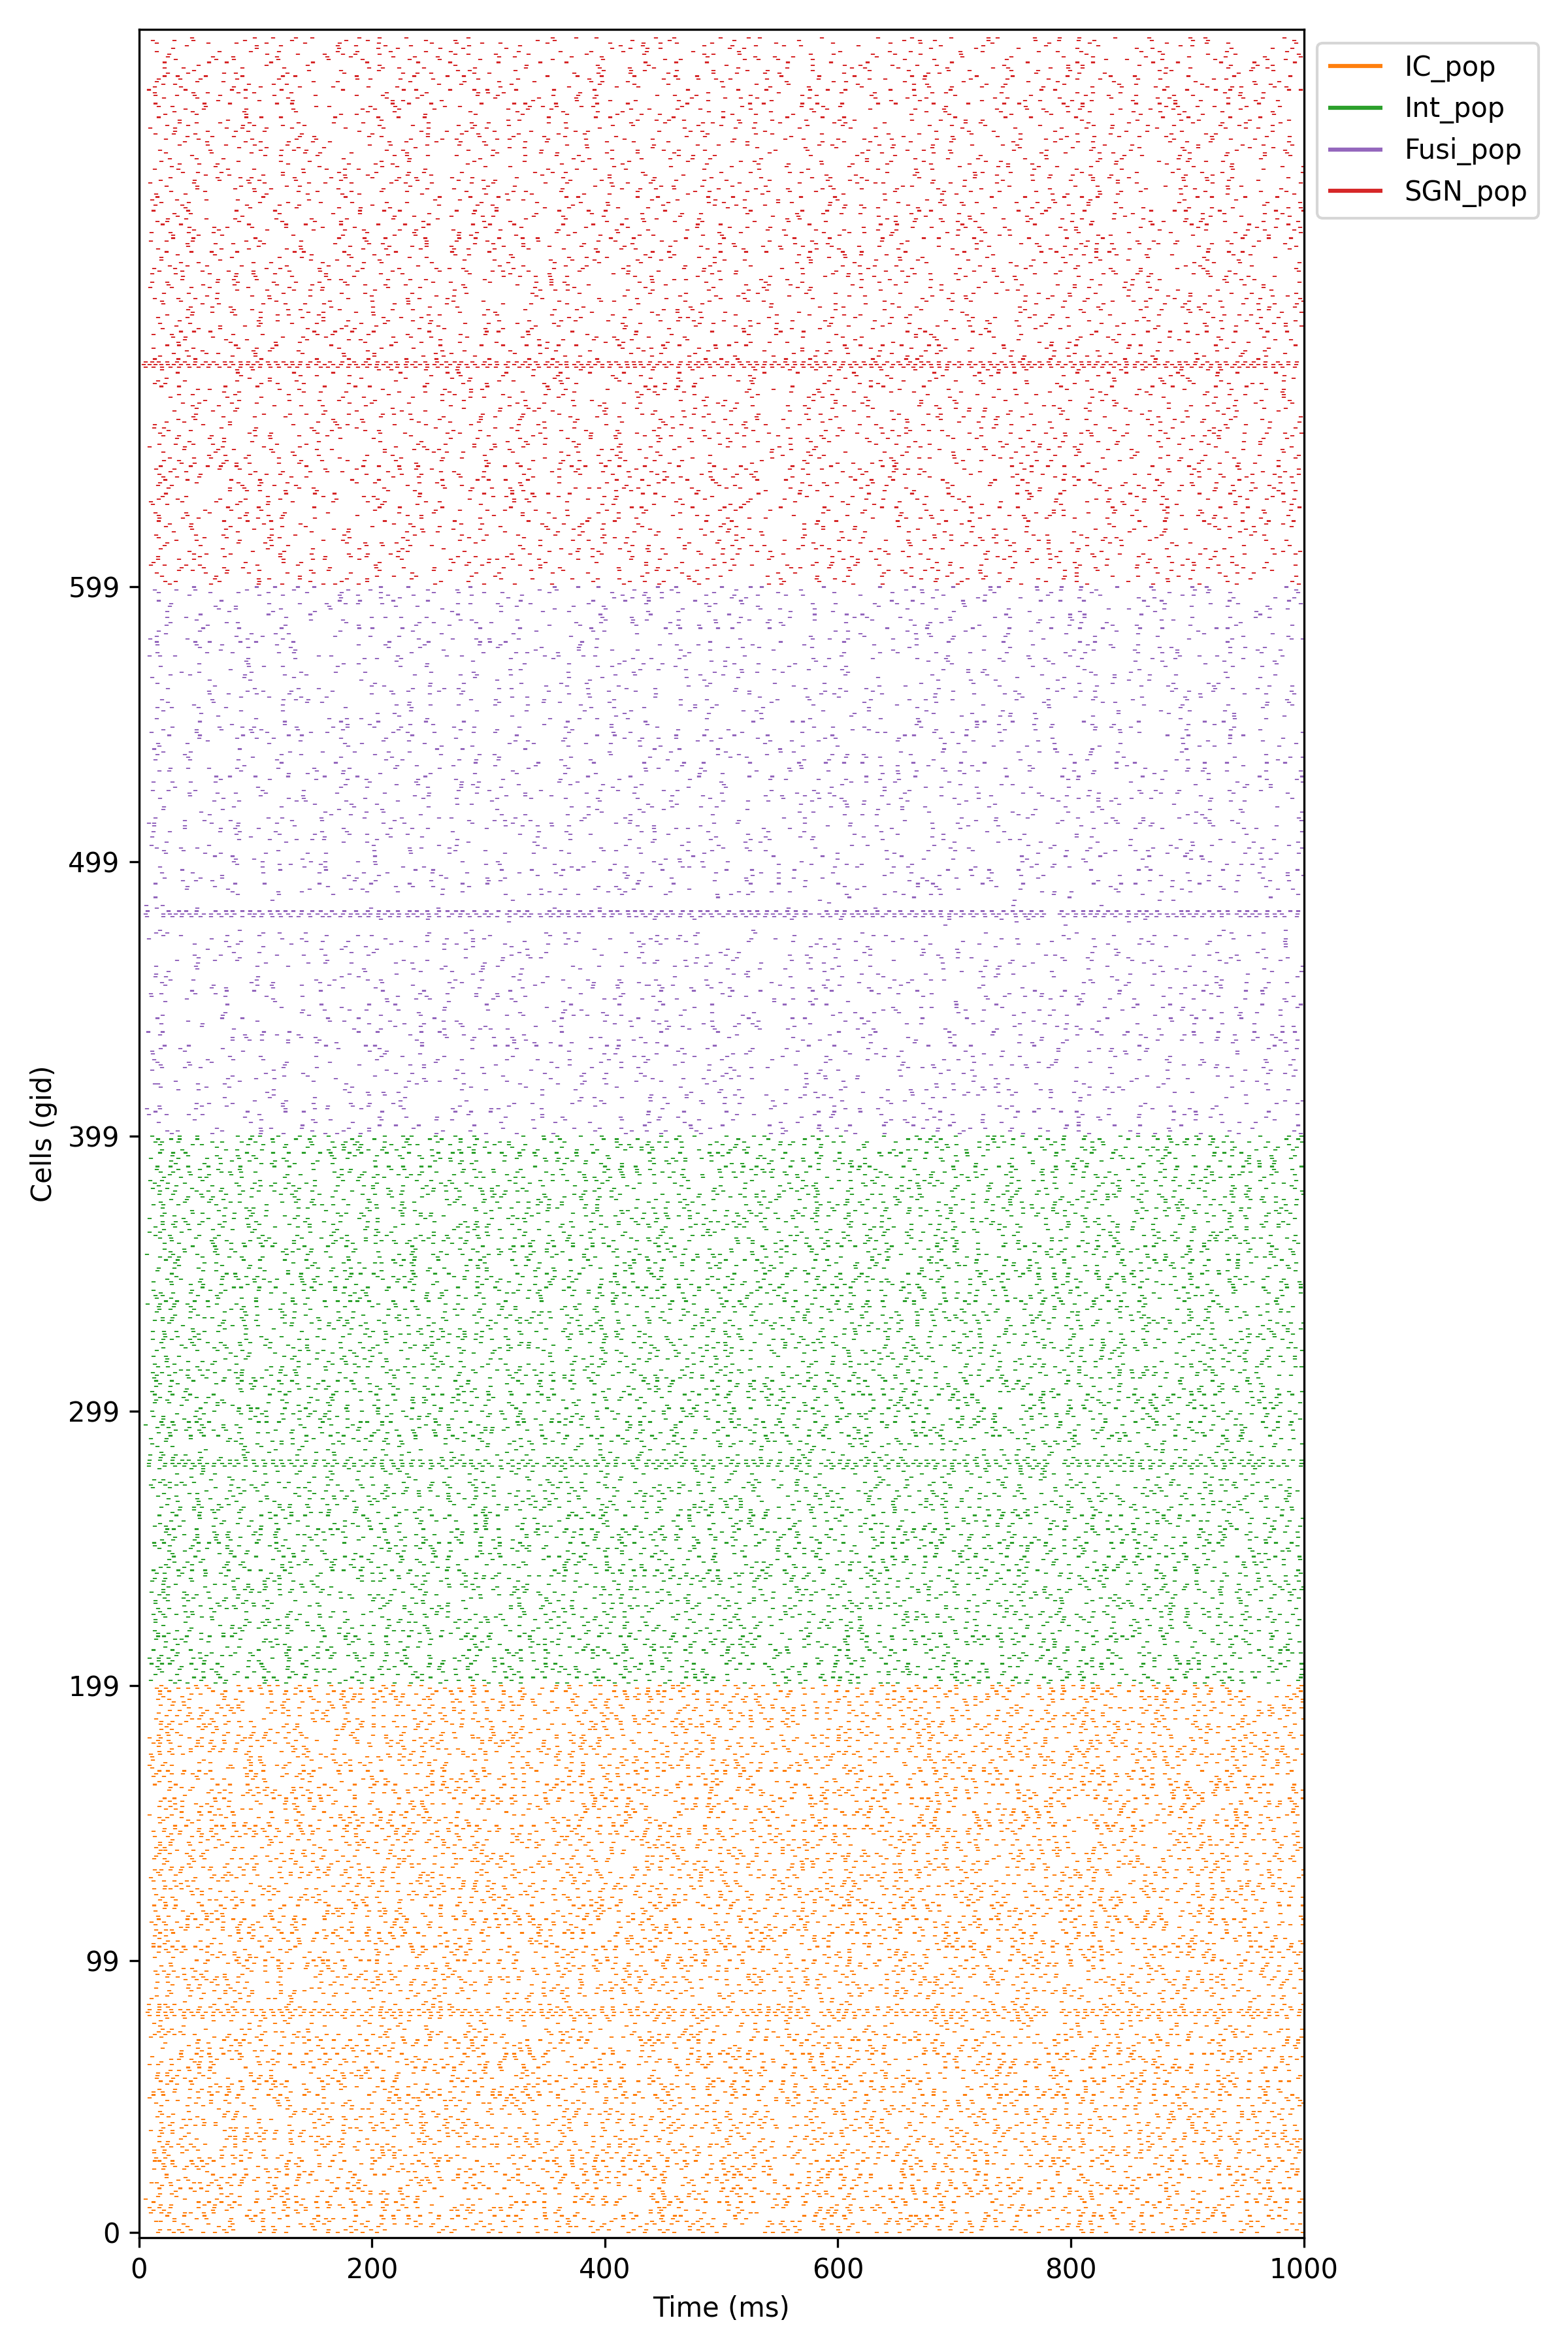 IC_pop
Int_pop
Fusi_pop
SGN_pop
599
499
399
299
199
99
0
Cells (gid)
0 200 400 600 800 1000
Time (ms)